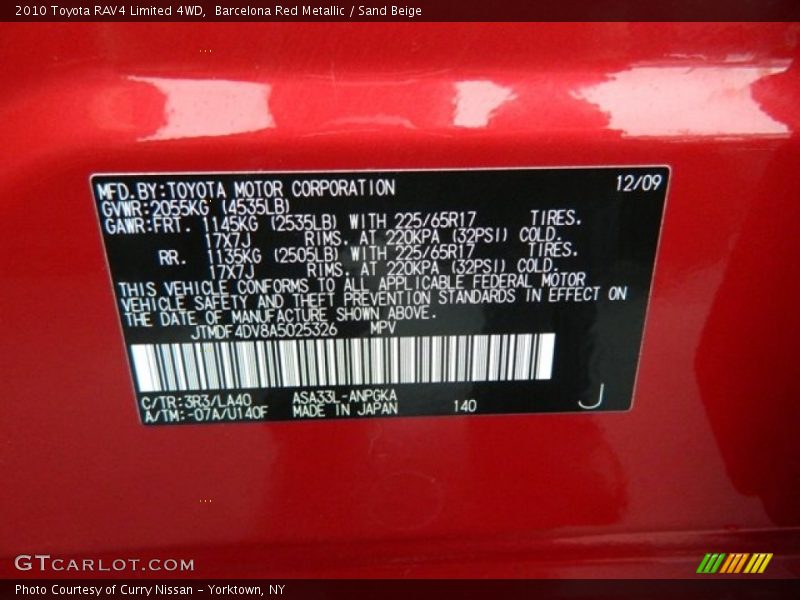 2010 Toyota RAV4 Limited 4WD,  Barcelona Red Metallic / Sand Beige
MFD.BY:TOYOTA MOTOR CORPORATION 12/09
GVWR:2055KG (4535LB)
GAWR:FRT. 1145KG (2535LB) WITH 225/65R17 TIRES.
17X7J RIMS. AT 220KPA (32PSI) COLD.
RR. 1135KG (2505LB) WITH 225/65R17 TIRES.
17X7J RIMS. AT 220KPA (32PSI) COLD.
THIS VEHICLE CONFORMS TO ALL APPLICABLE FEDERAL MOTOR
VEHICLE SAFETY AND THEFT PREVENTION STANDARDS IN EFFECT ON
THE DATE OF MANUFACTURE SHOWN ABOVE.
JTMDF4DV8A5025326 MPV
C/TR:3R3/LA40 ASA33L-ANPGKA
A/TM:-07A/U140F MADE IN JAPAN 140 J
GTCARLOT.COM
Photo Courtesy of Curry Nissan - Yorktown, NY